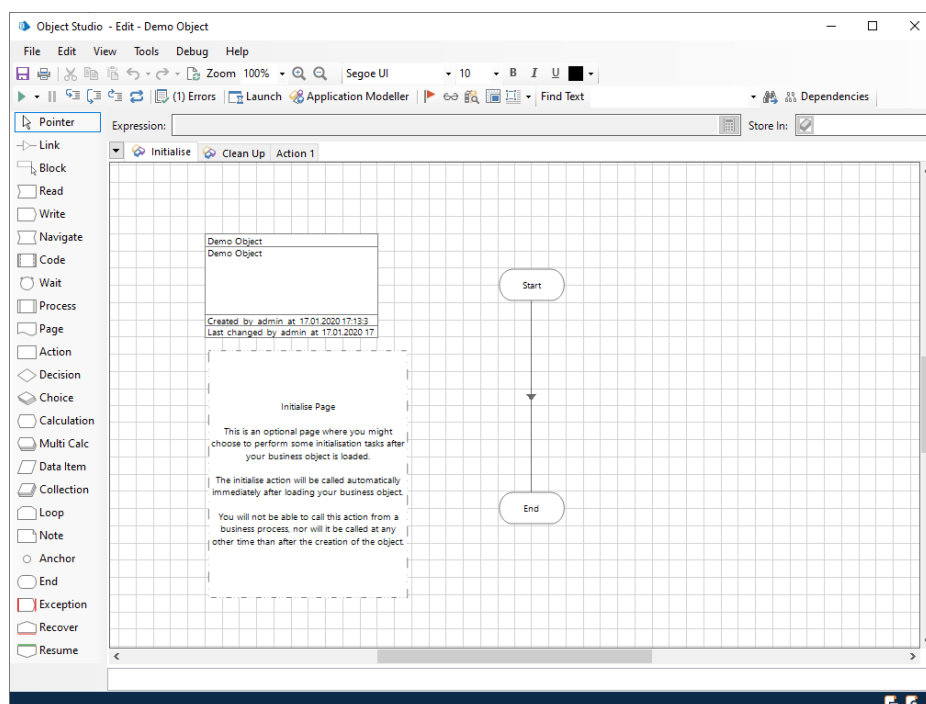 Object Studio - Edit - Demo Object
File Edit View Tools Debug Help
Zoom 100% Segoe UI 10 B I U
(1) Errors Launch Application Modeller Find Text Dependencies
Pointer
Expression: Store In:
Link
Initialise Clean Up Action 1
Block
Read
Write
Navigate
Code
Wait
Process
Page
Action
Decision
Choice
Calculation
Multi Calc
Data Item
Collection
Loop
Note
Anchor
End
Exception
Recover
Resume
Demo Object
Demo Object
Created by admin at 17.01.2020 17:13:3
Last changed by admin at 17.01.2020 17
Initialise Page
This is an optional page where you might
choose to perform some initialisation tasks after
your business object is loaded.
The initialise action will be called automatically
immediately after loading your business object.
You will not be able to call this action from a
business process, nor will it be called at any
other time than after the creation of the object.
Start
End